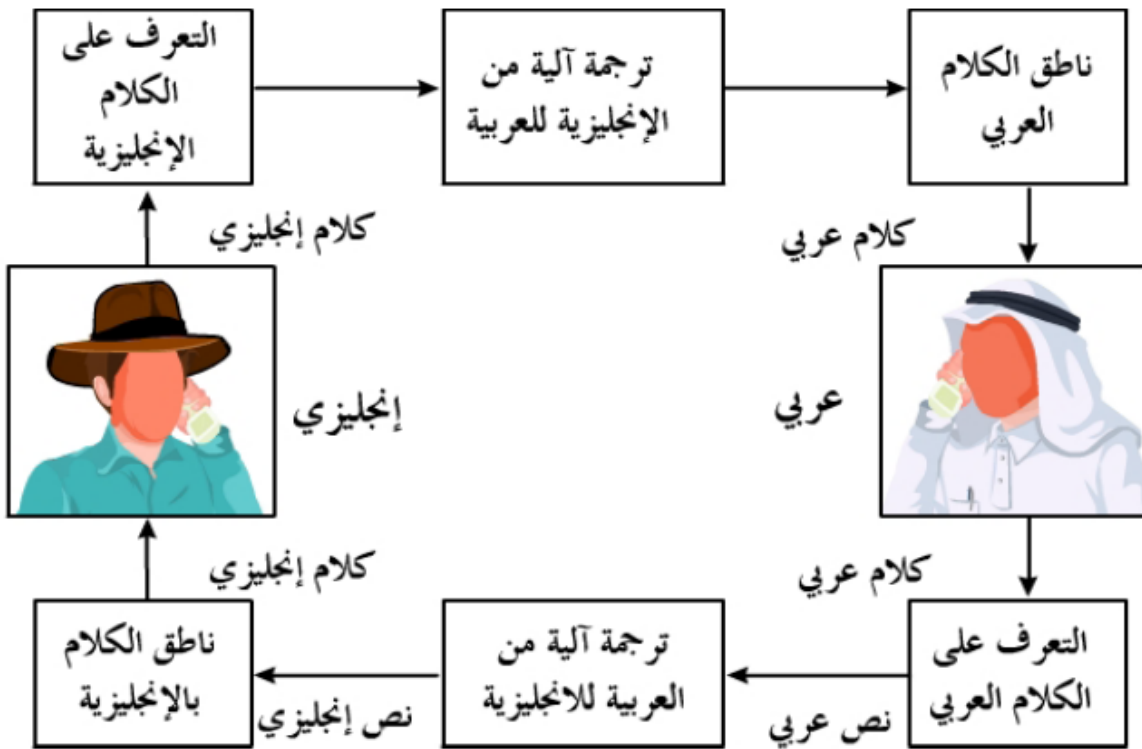 التعرف على
الكلام
الإنجليزية
ترجمة آلية من
الإنجليزية للعربية
ناطق الكلام
العربي
كلام إنجليزي
كلام عربي
إنجليزي
عربي
كلام إنجليزي
كلام عربي
ناطق الكلام
بالإنجليزية
نص إنجليزي
ترجمة آلية من
العربية للانجليزية
نص عربي
التعرف على
الكلام العربي